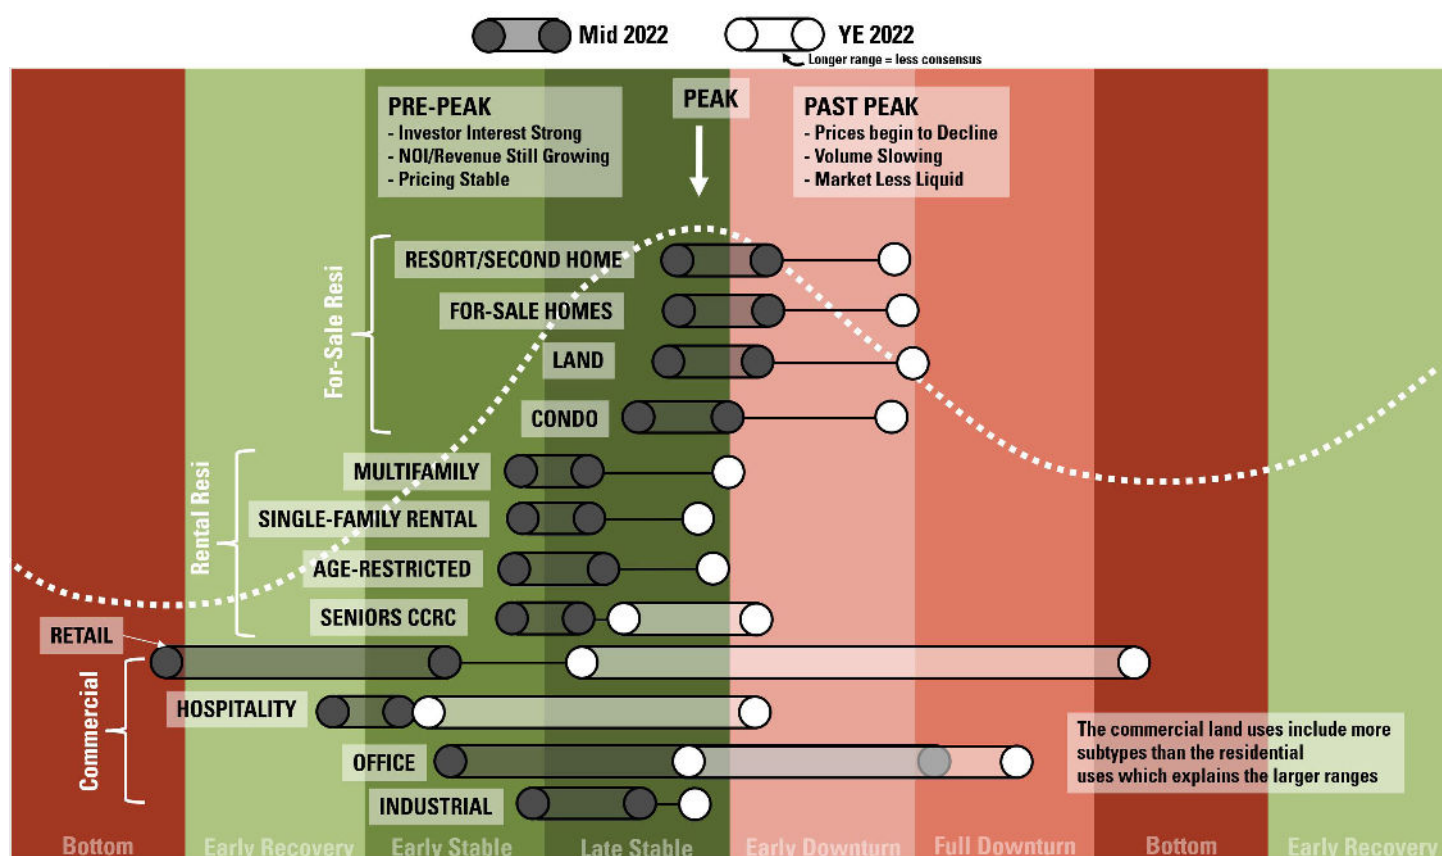 Mid 2022
YE 2022
Longer range = less consensus
PRE-PEAK
- Investor Interest Strong
- NOI/Revenue Still Growing
- Pricing Stable
PEAK
PAST PEAK
- Prices begin to Decline
- Volume Slowing
- Market Less Liquid
For-Sale Resi
RESORT/SECOND HOME
FOR-SALE HOMES
LAND
CONDO
Rental Resi
MULTIFAMILY
SINGLE-FAMILY RENTAL
AGE-RESTRICTED
SENIORS CCRC
Commercial
RETAIL
HOSPITALITY
OFFICE
INDUSTRIAL
The commercial land uses include more
subtypes than the residential
uses which explains the larger ranges
Bottom
Early Recovery
Early Stable
Late Stable
Early Downturn
Full Downturn
Bottom
Early Recovery